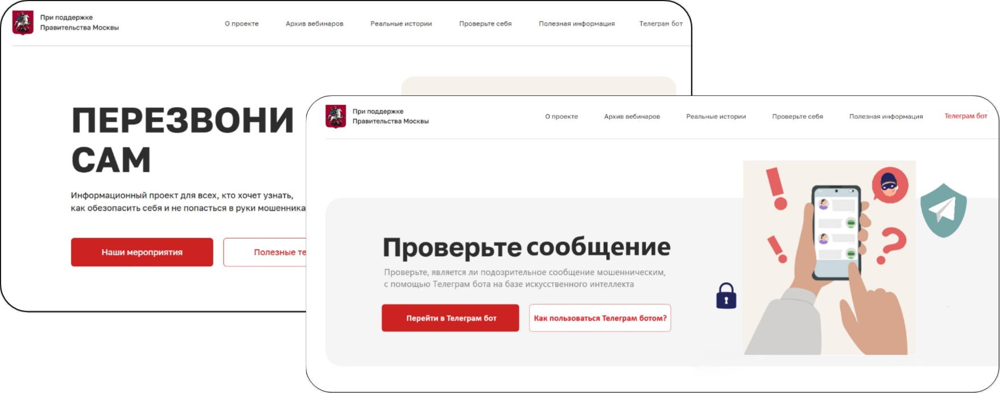 При поддержке
Правительства Москвы
О проекте
Архив вебинаров
Реальные истории
Проверьте себя
Полезная информация
Телеграм бот
ПЕРЕЗВОНИ
САМ
Информационный проект для всех, кто хочет узнать,
как обезопасить себя и не попасться в руки мошенника
Наши мероприятия
Полезные те
При поддержке
Правительства Москвы
О проекте
Архив вебинаров
Реальные истории
Проверьте себя
Полезная информация
Телеграм бот
Проверьте сообщение
Проверьте, является ли подозрительное сообщение мошенническим,
с помощью Телеграм бота на базе искусственного интеллекта
Перейти в Телеграм бот
Как пользоваться Телеграм ботом?